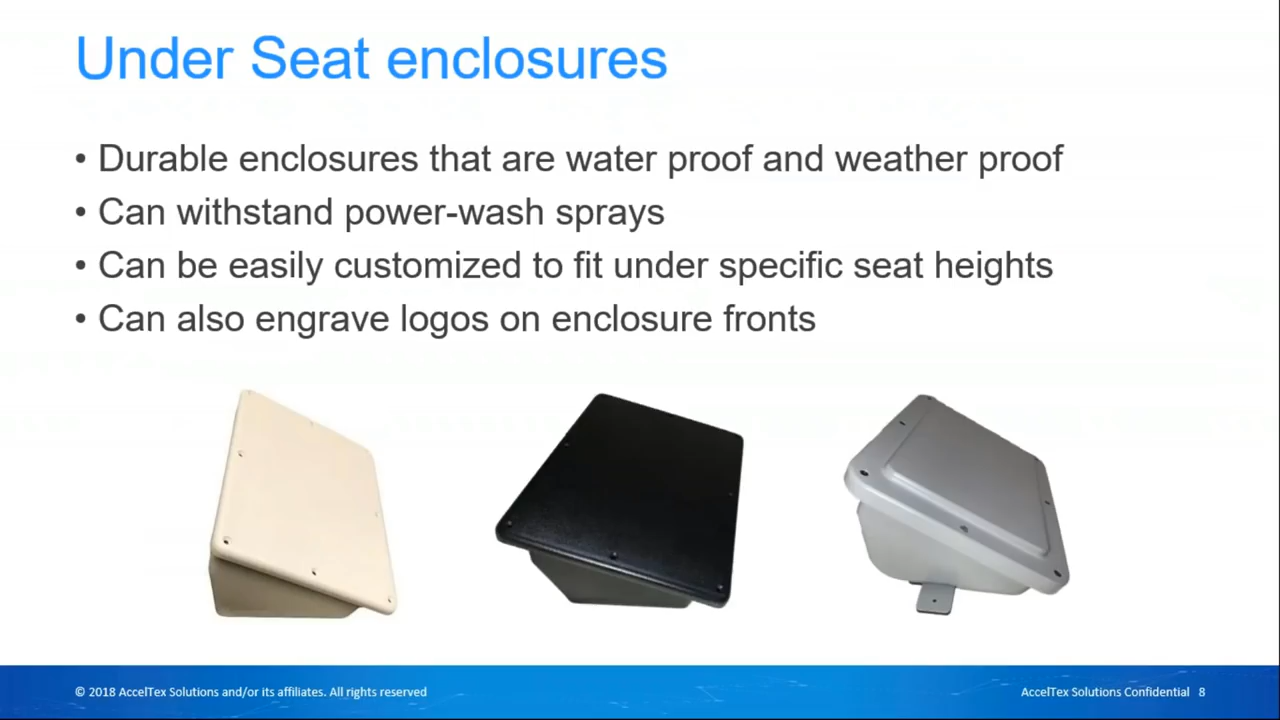 Under Seat enclosures
• Durable enclosures that are water proof and weather proof
• Can withstand power-wash sprays
• Can be easily customized to fit under specific seat heights
• Can also engrave logos on enclosure fronts
© 2018 AccelTex Solutions and/or its affiliates. All rights reserved
AccelTex Solutions Confidential 8